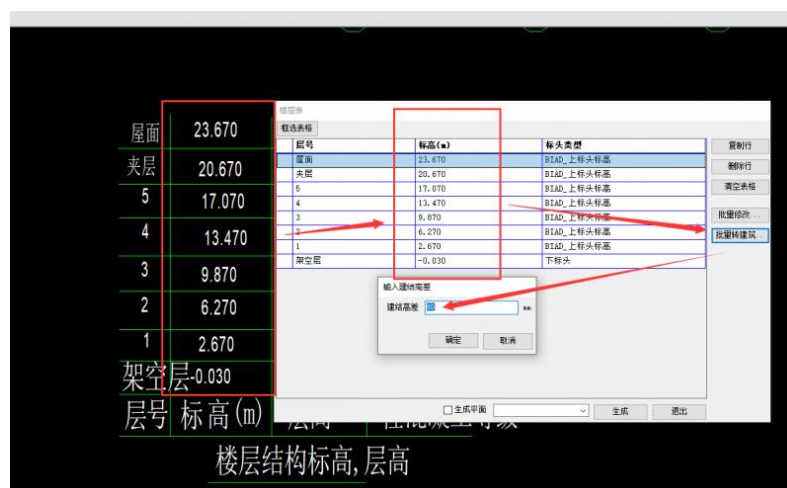 屋面 23.670
夹层 20.670
5 17.070
4 13.470
3 9.870
2 6.270
1 2.670
架空层 -0.030
层号 标高(m)
楼层结构标高,层高
楼层表
框选表格
层号 标高(m) 标头类型
屋面 23.670 BIAD_上标头标高
夹层 20.670 BIAD_上标头标高
5 17.070 BIAD_上标头标高
4 13.470 BIAD_上标头标高
3 9.870 BIAD_上标头标高
2 6.270 BIAD_上标头标高
1 2.670 BIAD_上标头标高
架空层 -0.030 下标头
复制行
删除行
清空表格
批量修改...
批量转建筑...
输入建结高差
建结高差 mm
确定 取消
生成平面 生成 退出